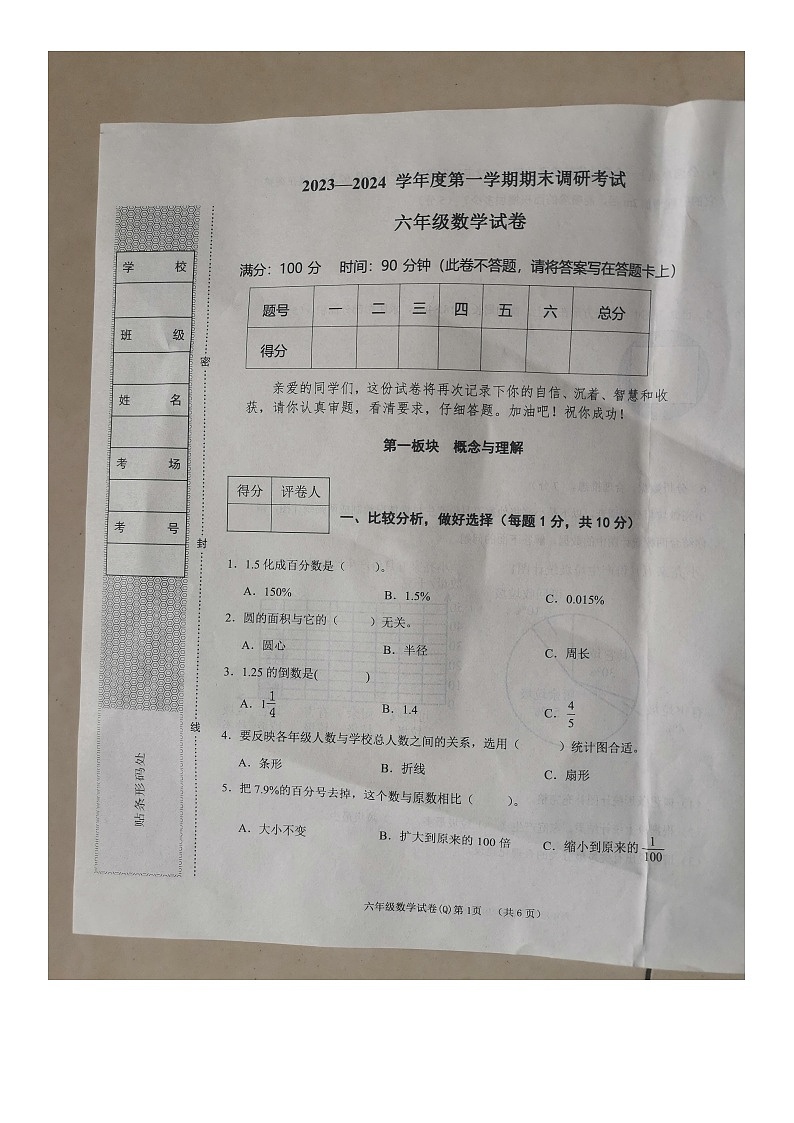 2023—2024 学年度第一学期期末调研考试
六年级数学试卷
满分：100 分 时间：90 分钟（此卷不答题，请将答案写在答题卡上）
题号 一 二 三 四 五 六 总分
得分
亲爱的同学们，这份试卷将再次记录下你的自信、沉着、智慧和收
获，请你认真审题，看清要求，仔细答题。加油吧！祝你成功！
第一板块 概念与理解
得分 评卷人
一、比较分析，做好选择（每题 1 分，共 10 分）
1．1.5 化成百分数是（ ）。
A．150% B．1.5% C．0.015%
2．圆的面积与它的（ ）无关。
A．圆心 B．半径 C．周长
3．1.25 的倒数是( )
A．1\frac{1}{4} B．1.4 C．\frac{4}{5}
4．要反映各年级人数与学校总人数之间的关系，选用（ ）统计图合适。
A．条形 B．折线 C．扇形
5．把 7.9%的百分号去掉，这个数与原数相比（ ）。
A．大小不变 B．扩大到原来的 100 倍 C．缩小到原来的 \frac{1}{100}
六年级数学试卷(Q)第 1页 （共 6 页）
学 校
班 级
姓 名
考 场
考 号
密
封
线
贴条形码处